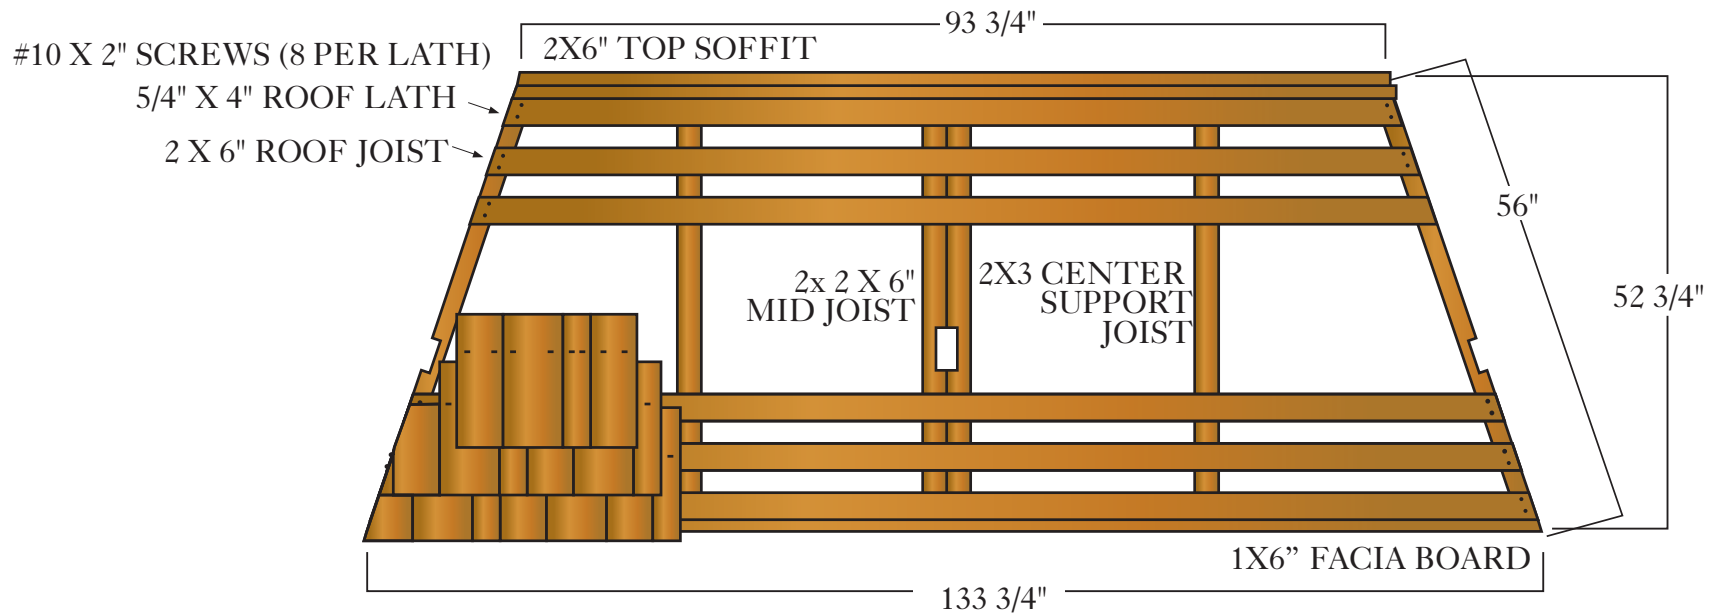 93 3/4"
#10 X 2" SCREWS (8 PER LATH)
2X6" TOP SOFFIT
5/4" X 4" ROOF LATH
2 X 6" ROOF JOIST
56"
2x 2 X 6"
MID JOIST
2X3 CENTER
SUPPORT
JOIST
52 3/4"
1X6” FACIA BOARD
133 3/4"